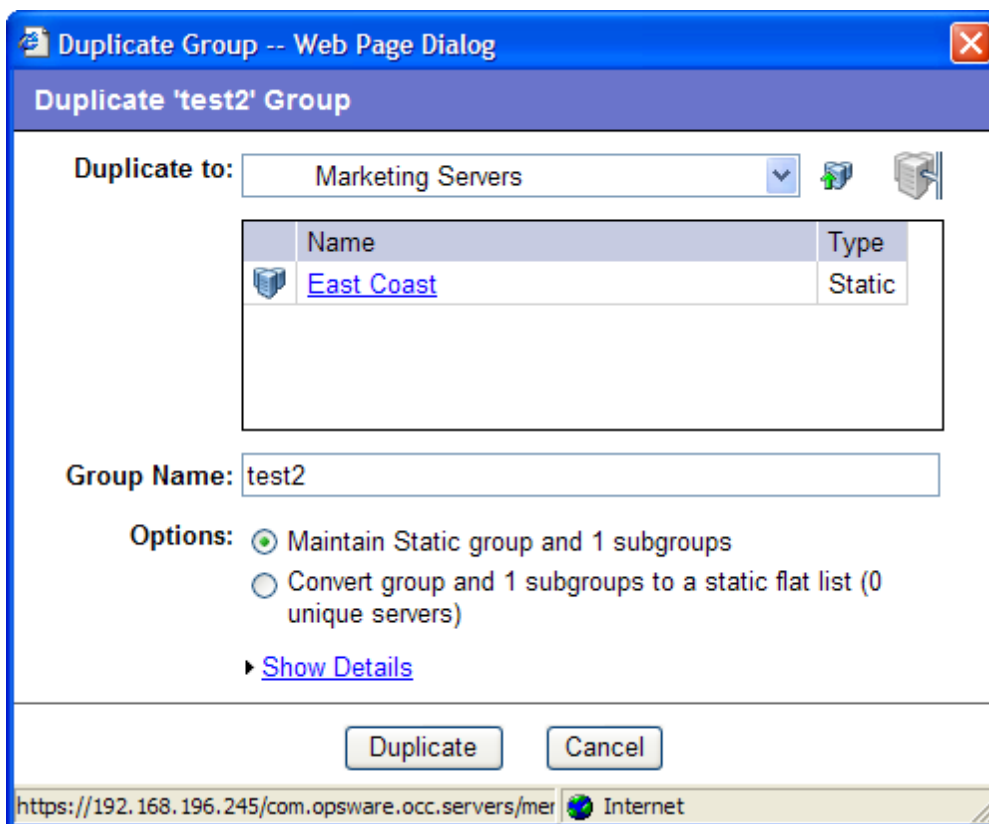 Duplicate Group -- Web Page Dialog
Duplicate 'test2' Group
Duplicate to:
Marketing Servers
Name Type
East Coast Static
Group Name: test2
Options: Maintain Static group and 1 subgroups
Convert group and 1 subgroups to a static flat list (0
unique servers)
Show Details
Duplicate Cancel
https://192.168.196.245/com.opsware.occ.servers/mer Internet